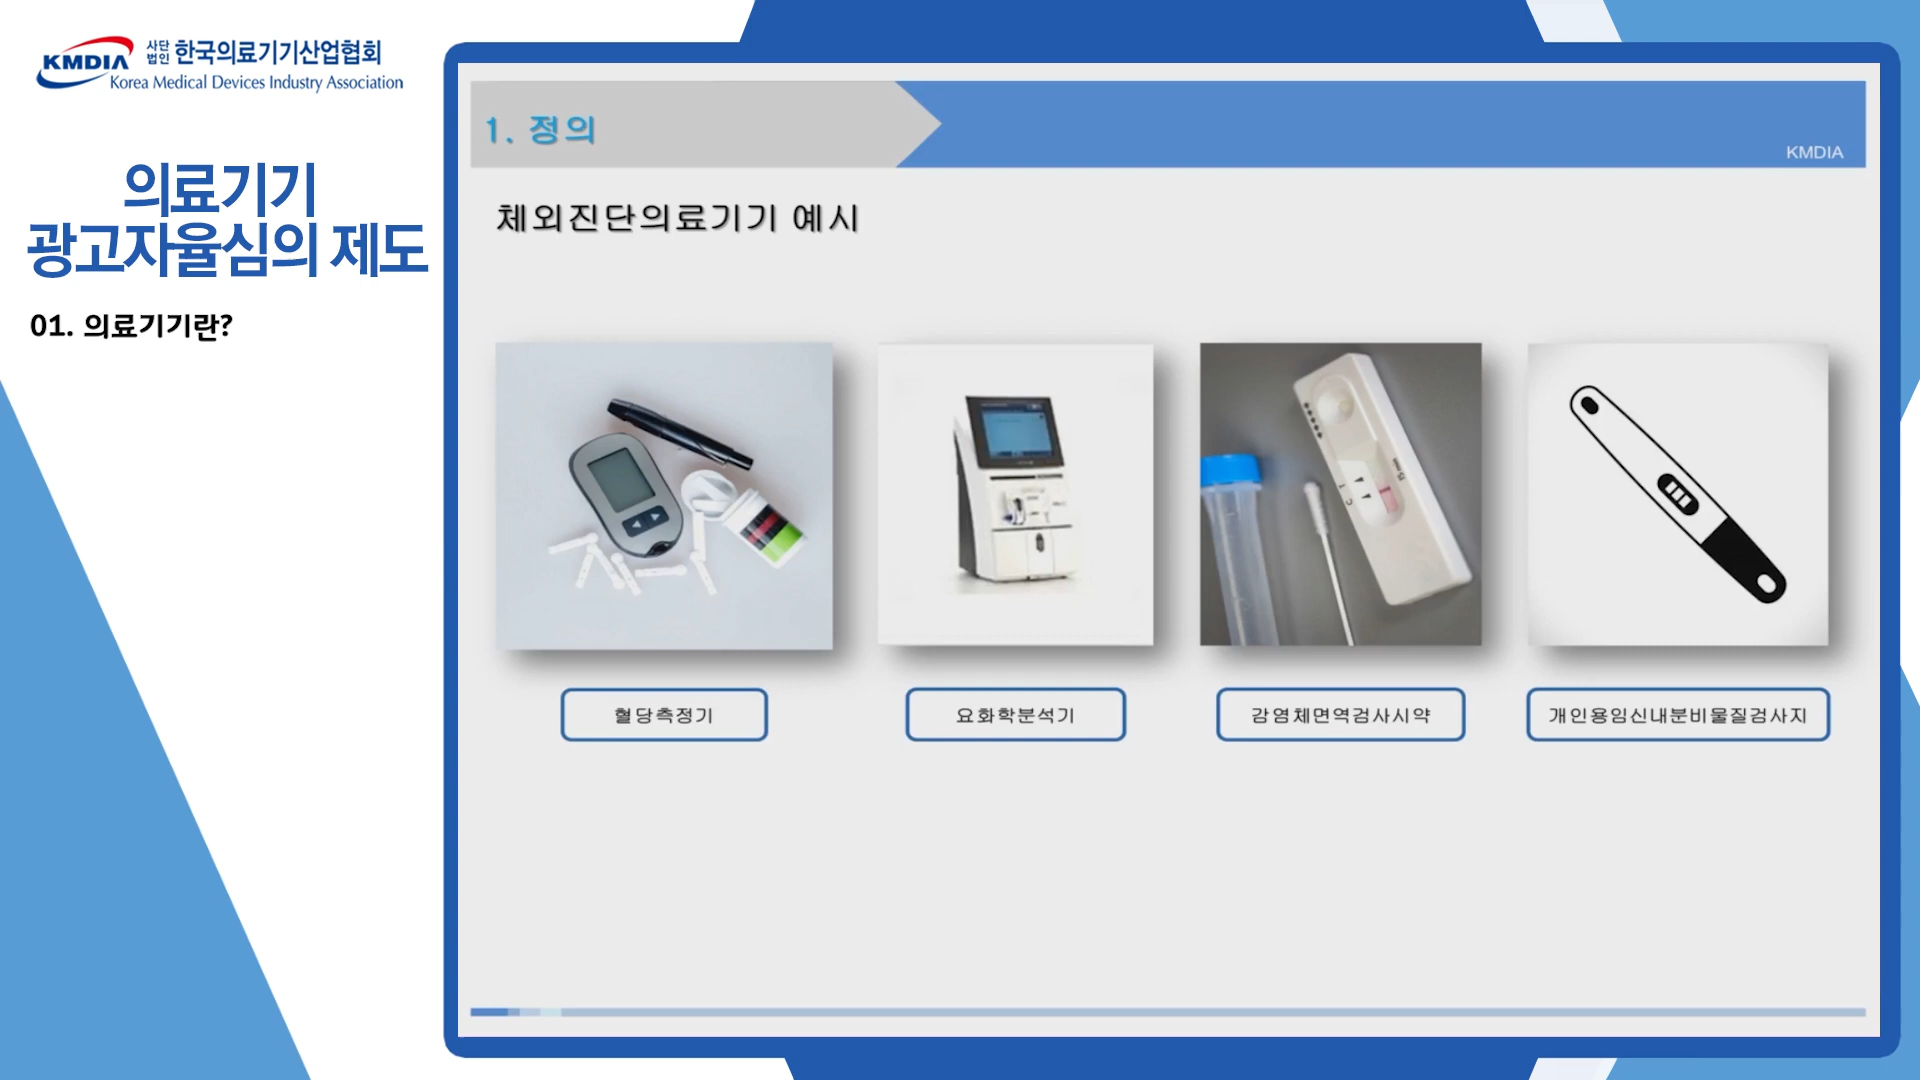 KMDIA 사단법인 한국의료기기산업협회
Korea Medical Devices Industry Association
의료기기
광고자율심의 제도
01. 의료기기란?
1. 정의
KMDIA
체외진단의료기기 예시
혈당측정기
요화학분석기
감염체면역검사시약
개인용임신내분비물질검사지